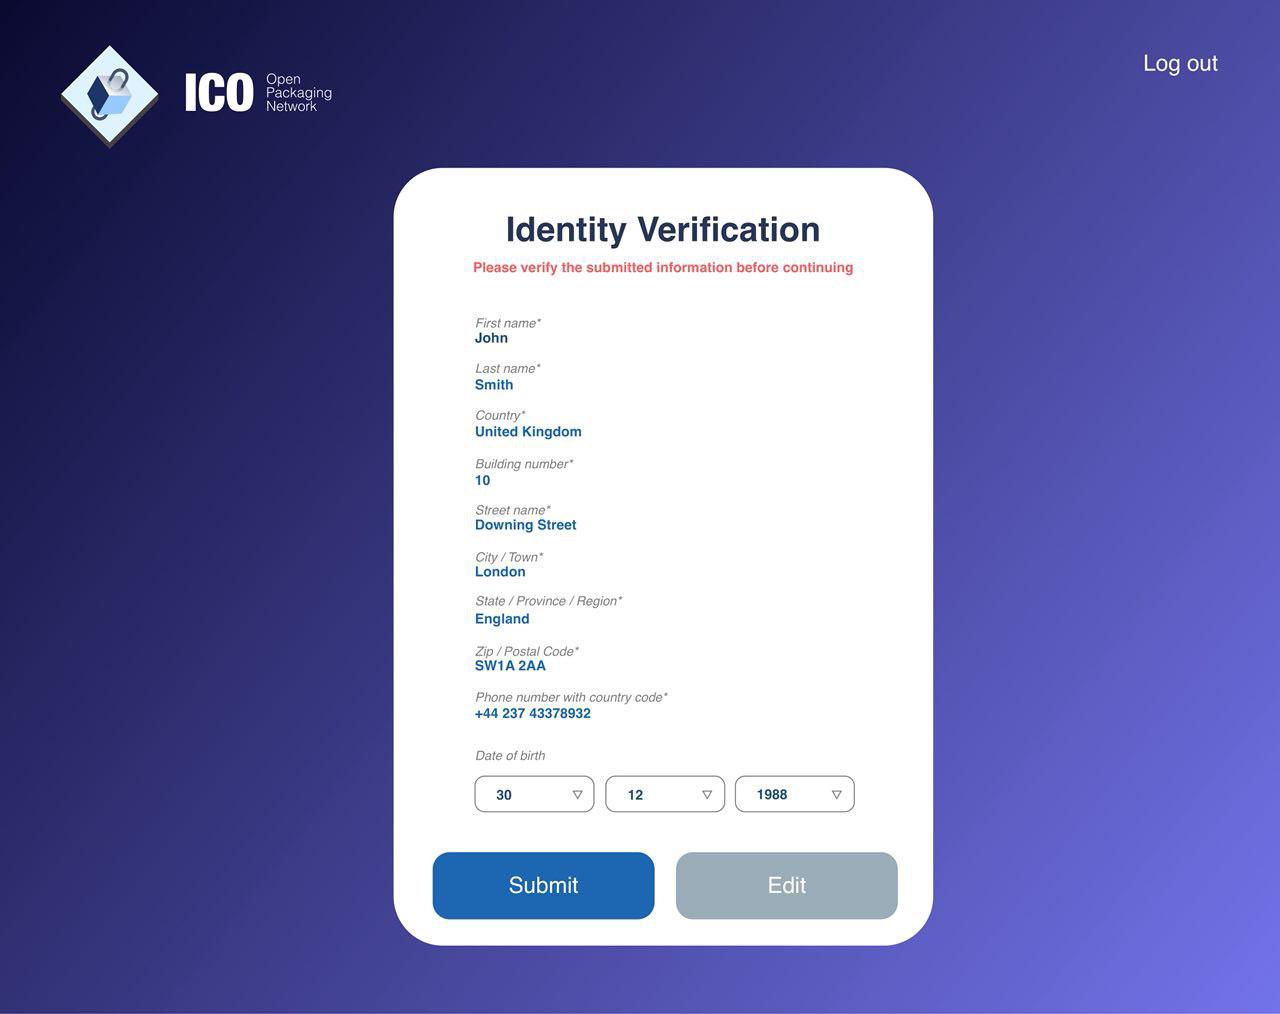 ICO
Open
Packaging
Network
Log out
Identity Verification
Please verify the submitted information before continuing
First name*
John
Last name*
Smith
Country*
United Kingdom
Building number*
10
Street name*
Downing Street
City / Town*
London
State / Province / Region*
England
Zip / Postal Code*
SW1A 2AA
Phone number with country code*
+44 237 43378932
Date of birth
30 12 1988
Submit Edit